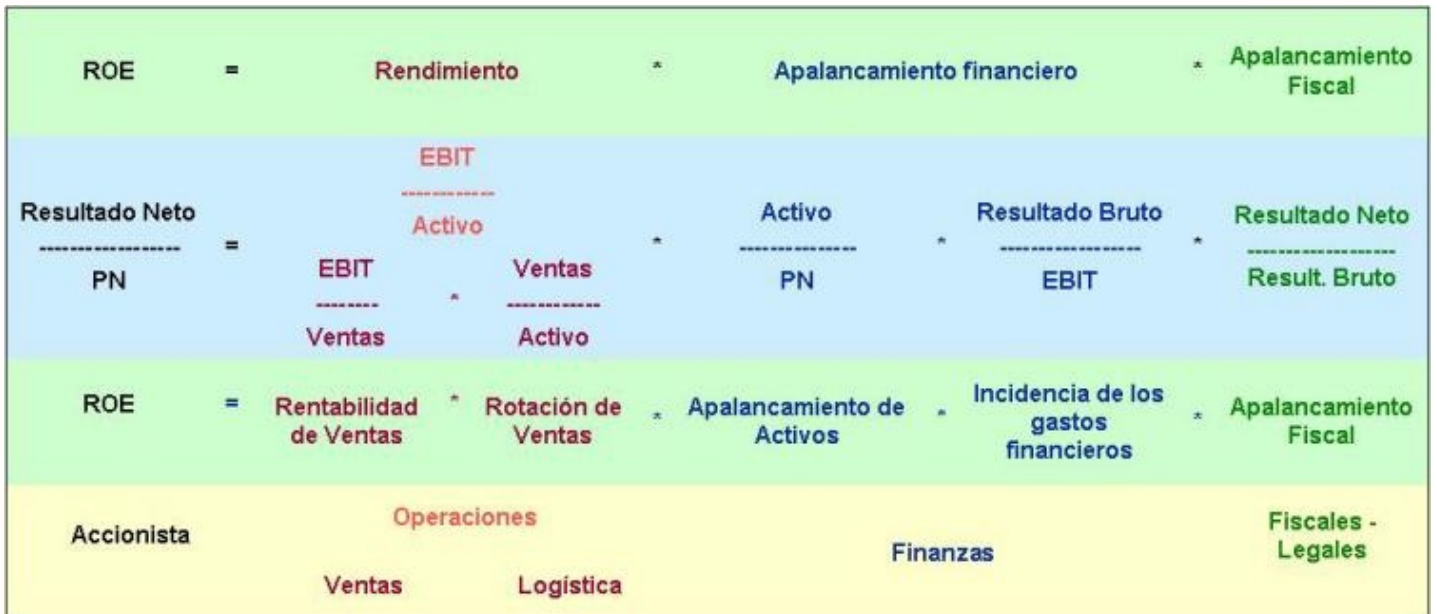 ROE = Rendimiento * Apalancamiento financiero * Apalancamiento
Fiscal
EBIT
------------
Activo
Resultado Neto
------------------
PN
=
EBIT
--------
Ventas
*
Ventas
------------
Activo
*
Activo
---------------
PN
*
Resultado Bruto
------------------
EBIT
*
Resultado Neto
-------------------
Result. Bruto
ROE = Rentabilidad
de Ventas
*
Rotación de
Ventas
*
Apalancamiento de
Activos
*
Incidencia de los
gastos
financieros
*
Apalancamiento
Fiscal
Accionista
Operaciones
Ventas
Logística
Finanzas
Fiscales -
Legales